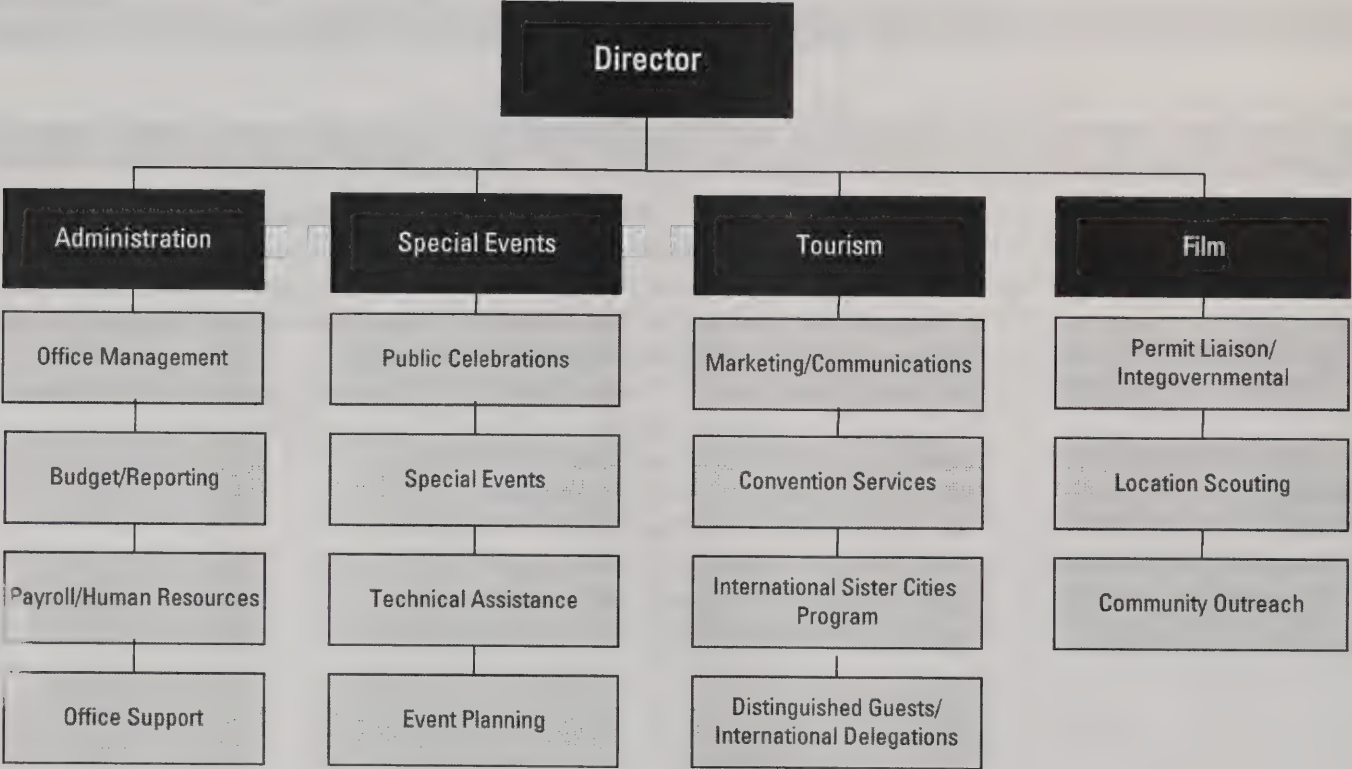 Director
Administration
Office Management
Budget/Reporting
Payroll/Human Resources
Office Support
Special Events
Public Celebrations
Special Events
Technical Assistance
Event Planning
Tourism
Marketing/Communications
Convention Services
International Sister Cities
Program
Distinguished Guests/
International Delegations
Film
Permit Liaison/
Integovernmental
Location Scouting
Community Outreach